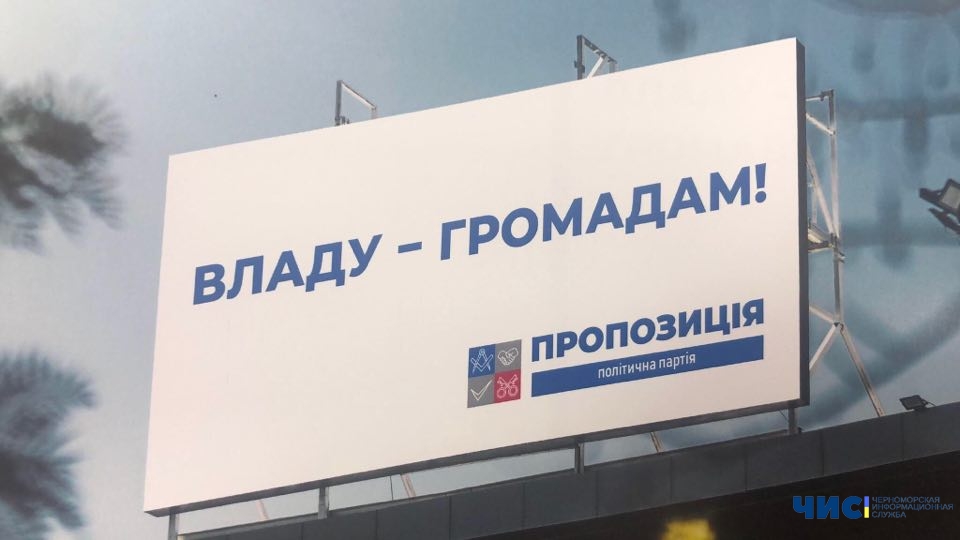 ВЛАДУ – ГРОМАДАМ!
ПРОПОЗИЦІЯ
політична партія
ЧИС
ЧЕРНОМОРСКАЯ
ИНФОРМАЦИОННАЯ
СЛУЖБА